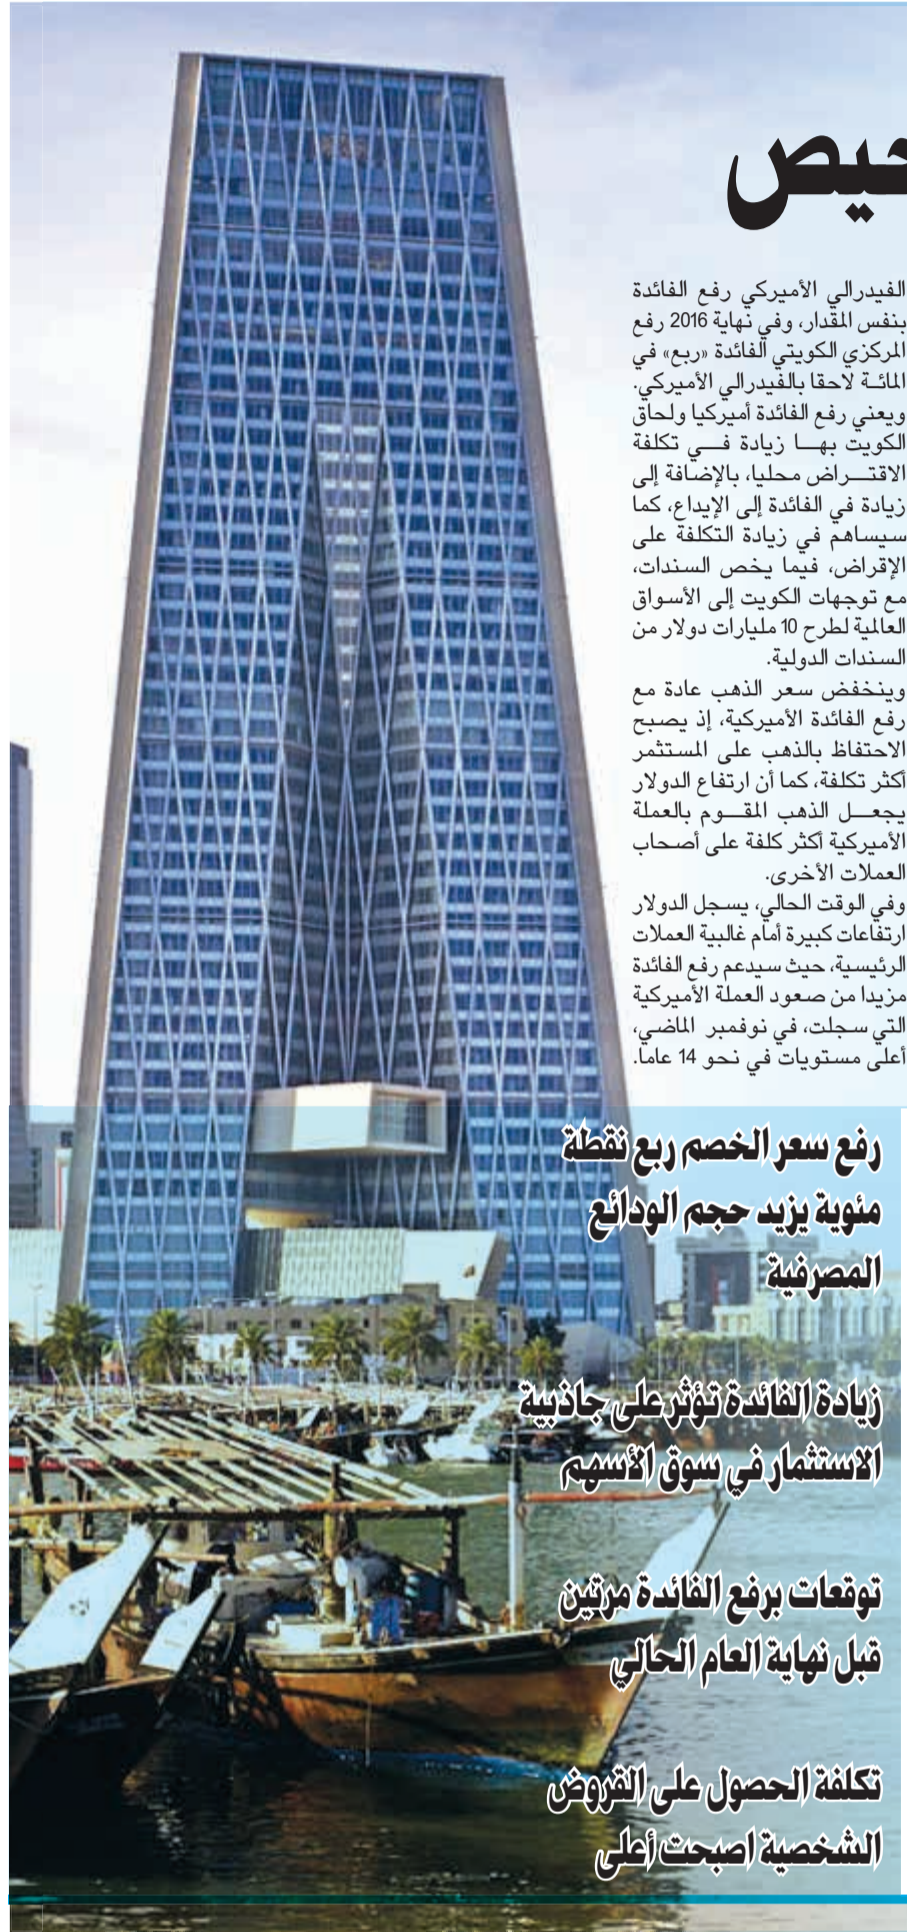 حيص
الفيدرالي الأميركي رفع الفائدة
بنفس المقدار، وفي نهاية 2016 رفع
المركزي الكويتي الفائدة «ربع» في
المائة لاحقا بالفيدرالي الأميركي.
ويعني رفع الفائدة أميركيا ولحاق
الكويت بها زيادة في تكلفة
الاقتراض محليا، بالإضافة إلى
زيادة في الفائدة إلى الإيداع، كما
سيساهم في زيادة التكلفة على
الإقراض، فيما يخص السندات،
مع توجهات الكويت إلى الأسواق
العالمية لطرح 10 مليارات دولار من
السندات الدولية.
وينخفض سعر الذهب عادة مع
رفع الفائدة الأميركية، إذ يصبح
الاحتفاظ بالذهب على المستثمر
أكثر تكلفة، كما أن ارتفاع الدولار
يجعل الذهب المقوم بالعملة
الأميركية أكثر كلفة على أصحاب
العملات الأخرى.
وفي الوقت الحالي، يسجل الدولار
ارتفاعات كبيرة أمام غالبية العملات
الرئيسية، حيث سيدعم رفع الفائدة
مزيدا من صعود العملة الأميركية
التي سجلت، في نوفمبر الماضي،
أعلى مستويات في نحو 14 عاما.
رفع سعر الخصم ربع نقطة
مئوية يزيد حجم الودائع
المصرفية
زيادة الفائدة تؤثر على جاذبية
الاستثمار في سوق الأسهم
توقعات برفع الفائدة مرتين
قبل نهاية العام الحالي
تكلفة الحصول على القروض
الشخصية اصبحت أعلى